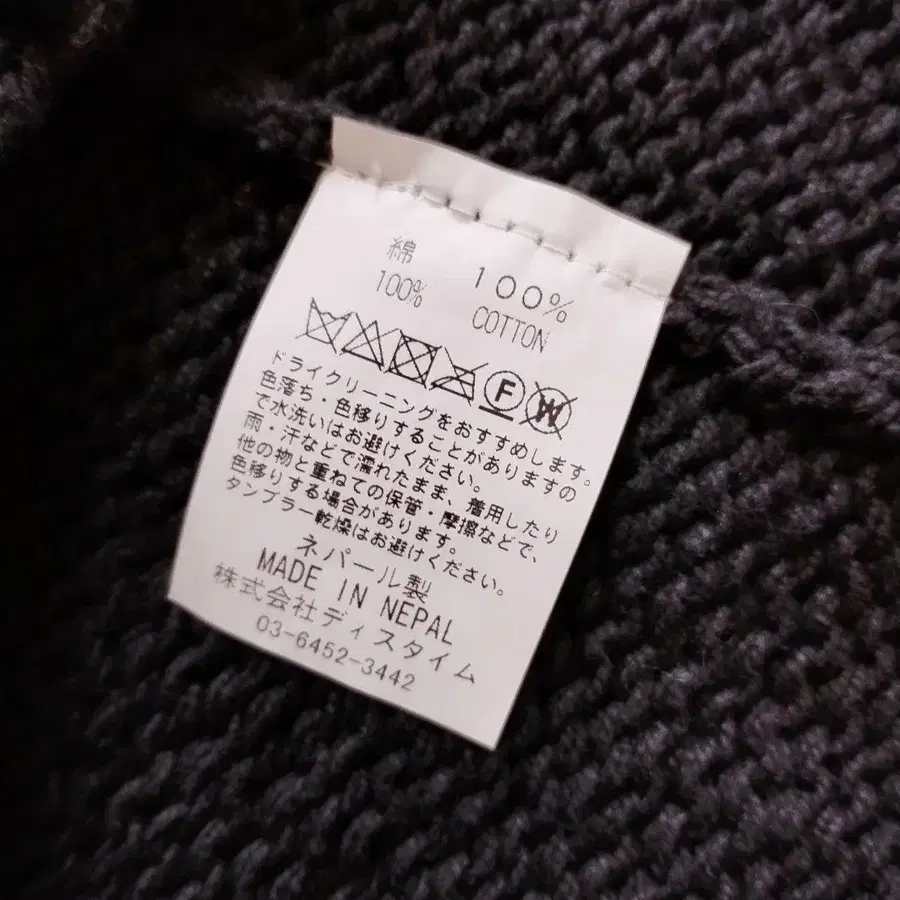 綿 100%
100% COTTON
F W
ドライクリーニングをおすすめします。
色落ち・色移りすることがありますの
で水洗いはお避けください。
雨・汗などで濡れたまま、着用したり
他の物と重ねての保管・摩擦などで、
色移りする場合があります。
タンブラー乾燥はお避けください。
ネパール製
MADE IN NEPAL
株式会社ディスタイム
03-6452-3442